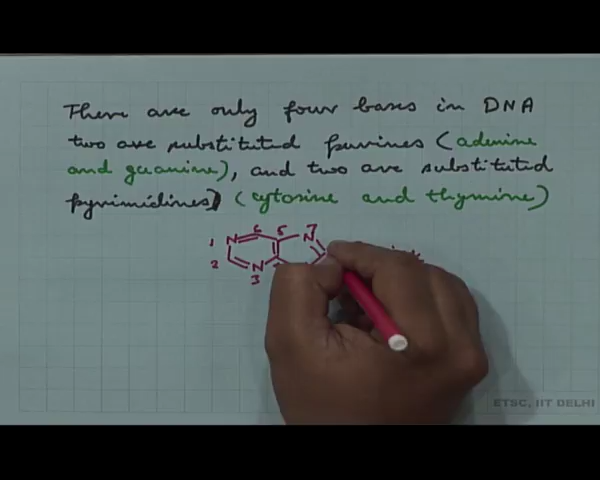 There are only four bases in DNA
two are substituted purines (adenine
and guanine), and two are substituted
pyrimidines) (cytosine and thymine)
1 N 6 5 N 7
2 N
3
ETSC, IIT DELHI